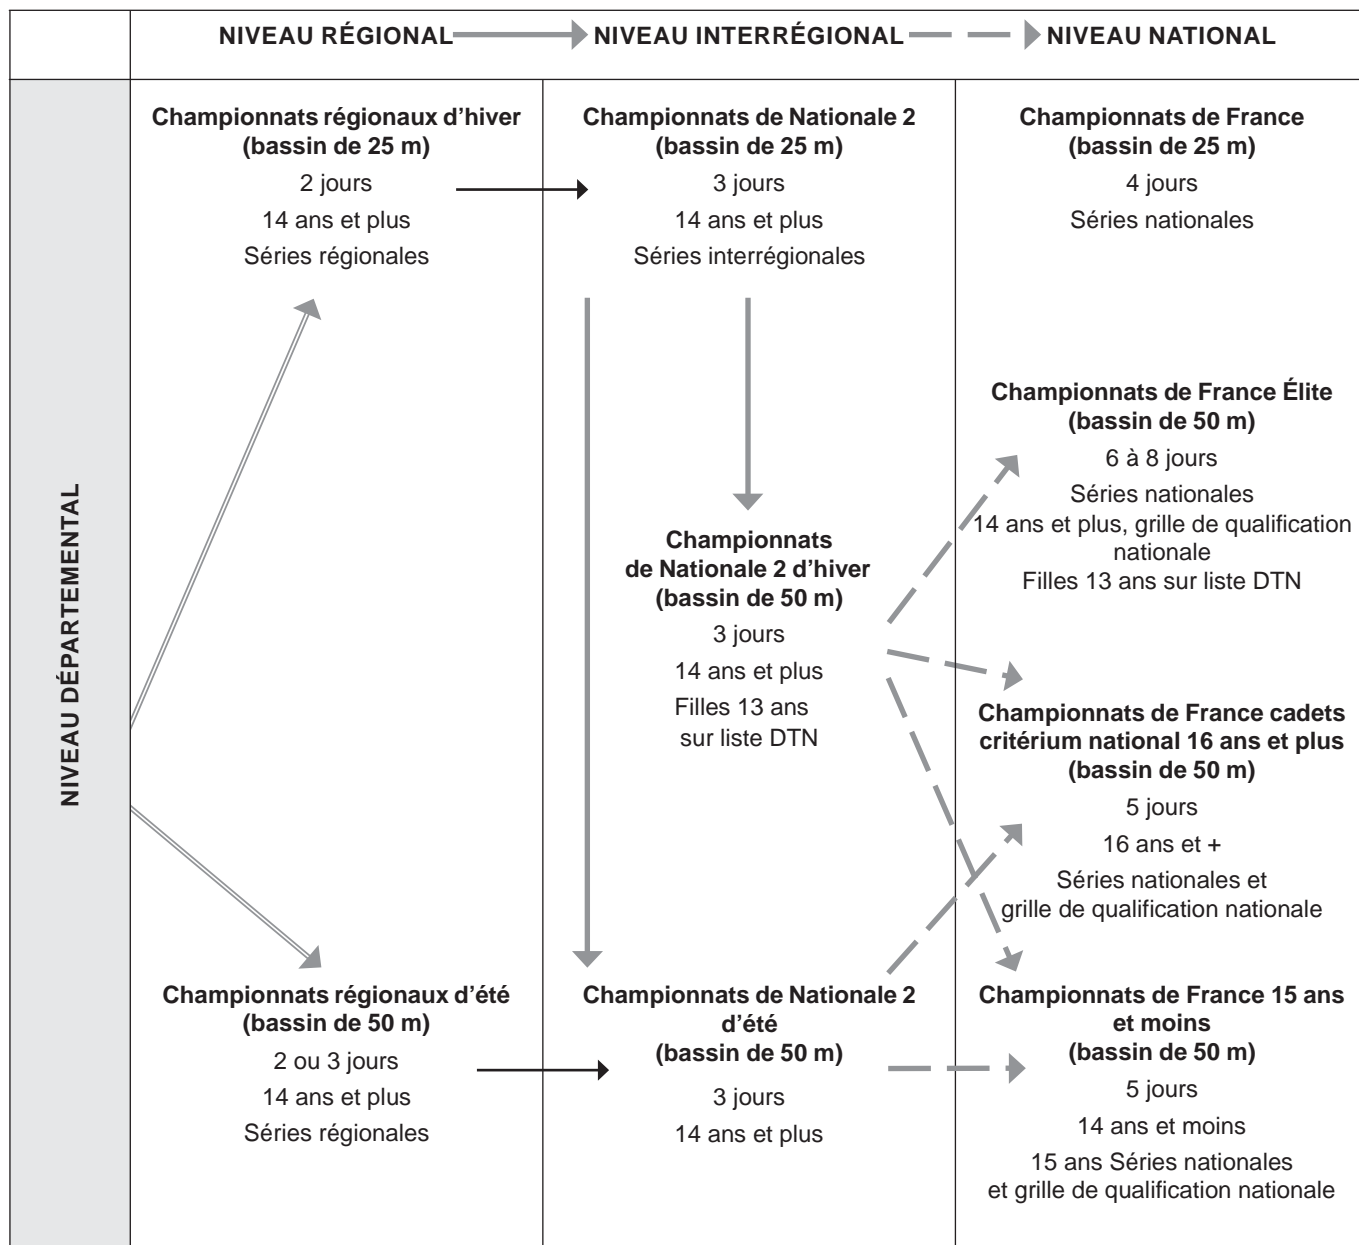 NIVEAU RÉGIONAL
NIVEAU INTERRÉGIONAL
NIVEAU NATIONAL
NIVEAU DÉPARTEMENTAL
Championnats régionaux d’hiver
(bassin de 25 m)
2 jours
14 ans et plus
Séries régionales
Championnats régionaux d’été
(bassin de 50 m)
2 ou 3 jours
14 ans et plus
Séries régionales
Championnats de Nationale 2
(bassin de 25 m)
3 jours
14 ans et plus
Séries interrégionales
Championnats
de Nationale 2 d’hiver
(bassin de 50 m)
3 jours
14 ans et plus
Filles 13 ans
sur liste DTN
Championnats de Nationale 2
d’été
(bassin de 50 m)
3 jours
14 ans et plus
Championnats de France
(bassin de 25 m)
4 jours
Séries nationales
Championnats de France Élite
(bassin de 50 m)
6 à 8 jours
Séries nationales
14 ans et plus, grille de qualification
nationale
Filles 13 ans sur liste DTN
Championnats de France cadets
critérium national 16 ans et plus
(bassin de 50 m)
5 jours
16 ans et +
Séries nationales et
grille de qualification nationale
Championnats de France 15 ans
et moins
(bassin de 50 m)
5 jours
14 ans et moins
15 ans Séries nationales
et grille de qualification nationale